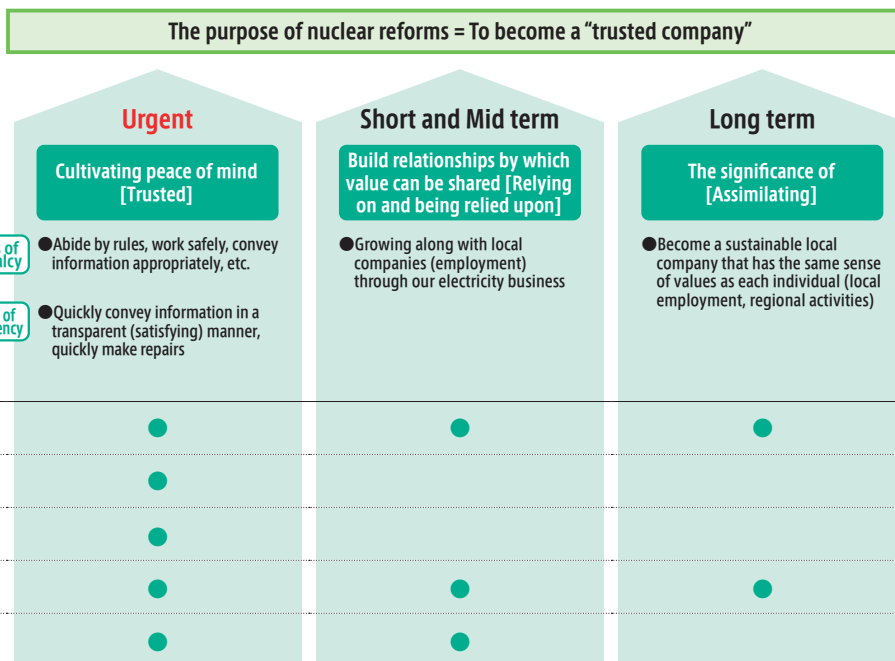 The purpose of nuclear reforms = To become a “trusted company”
Urgent
Cultivating peace of mind
[Trusted]
of
●Abide by rules, work safely, convey
information appropriately, etc.
of
●Quickly convey information in a
transparent (satisfying) manner,
quickly make repairs
Short and Mid term
Build relationships by which
value can be shared [Relying
on and being relied upon]
●Growing along with local
companies (employment)
through our electricity business
Long term
The significance of
[Assimilating]
●Become a sustainable local
company that has the same sense
of values as each individual (local
employment, regional activities)